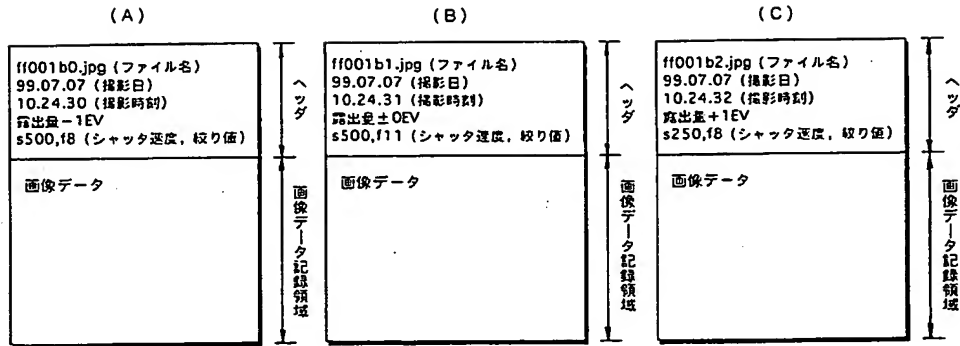 (A)
ff001b0.jpg (ファイル名)
99.07.07 (撮影日)
10.24.30 (撮影時刻)
露出量－1EV
s500,f8 (シャッタ速度，絞り値)
画像データ
ヘッダ
画像データ記録領域
(B)
ff001b1.jpg (ファイル名)
99.07.07 (撮影日)
10.24.31 (撮影時刻)
露出量±0EV
s500,f11 (シャッタ速度，絞り値)
画像データ
ヘッダ
画像データ記録領域
(C)
ff001b2.jpg (ファイル名)
99.07.07 (撮影日)
10.24.32 (撮影時刻)
露出量＋1EV
s250,f8 (シャッタ速度，絞り値)
画像データ
ヘッダ
画像データ記録領域